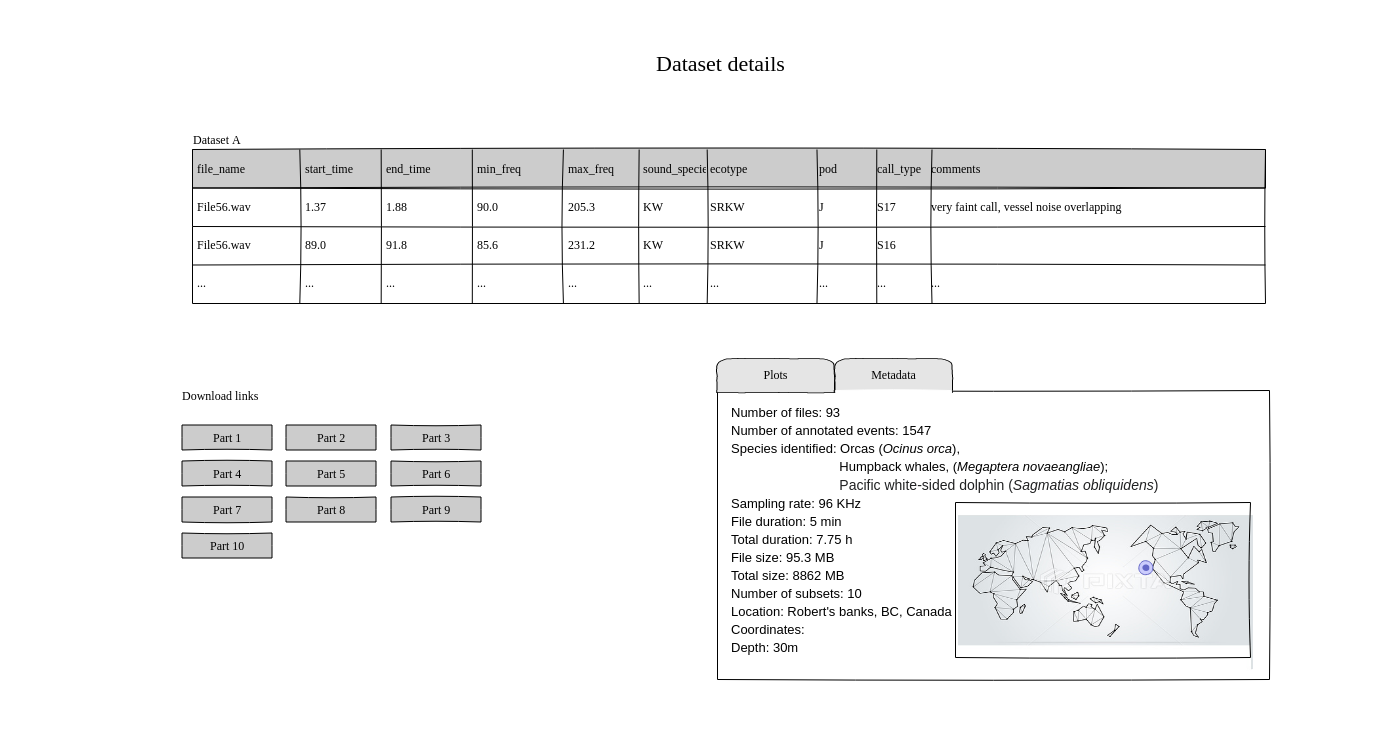 Dataset details
Dataset A
file_name start_time end_time min_freq max_freq sound_specie ecotype pod call_type comments
File56.wav 1.37 1.88 90.0 205.3 KW SRKW J S17 very faint call, vessel noise overlapping
File56.wav 89.0 91.8 85.6 231.2 KW SRKW J S16
... ... ... ... ... ... ... ... ... ...
Download links
Part 1 Part 2 Part 3
Part 4 Part 5 Part 6
Part 7 Part 8 Part 9
Part 10
Plots Metadata
Number of files: 93
Number of annotated events: 1547
Species identified: Orcas (Ocinus orca),
Humpback whales, (Megaptera novaeangliae);
Pacific white-sided dolphin (Sagmatias obliquidens)
Sampling rate: 96 KHz
File duration: 5 min
Total duration: 7.75 h
File size: 95.3 MB
Total size: 8862 MB
Number of subsets: 10
Location: Robert's banks, BC, Canada
Coordinates:
Depth: 30m
PIXTA